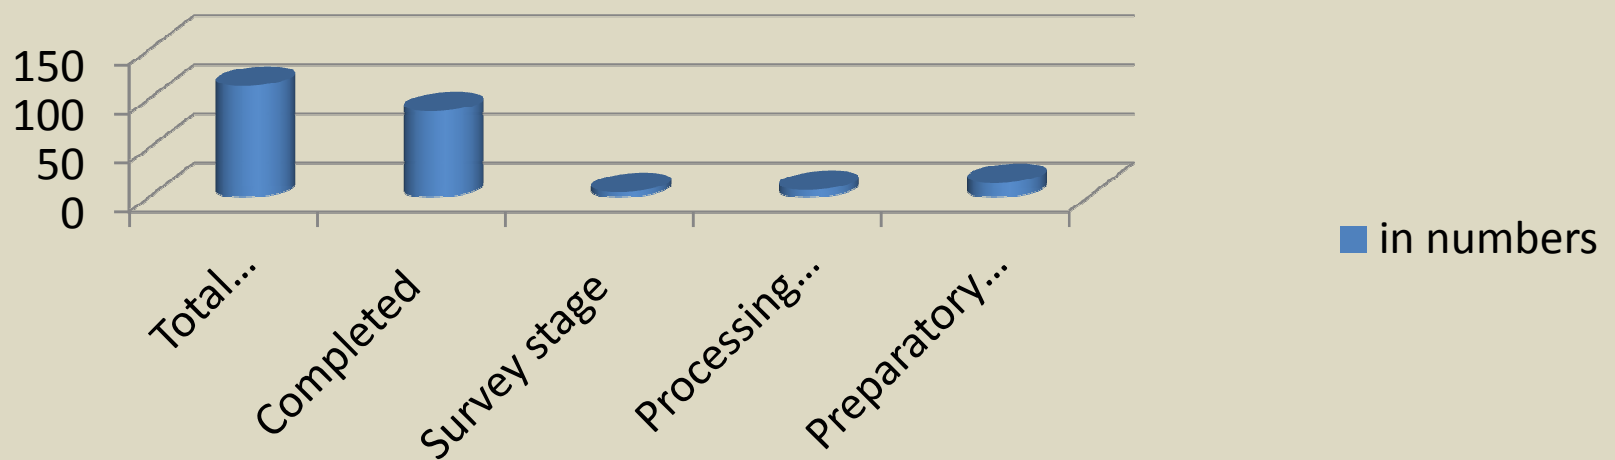 150
100
50
0
Total...
Completed
Survey stage
Processing...
Preparatory...
in numbers